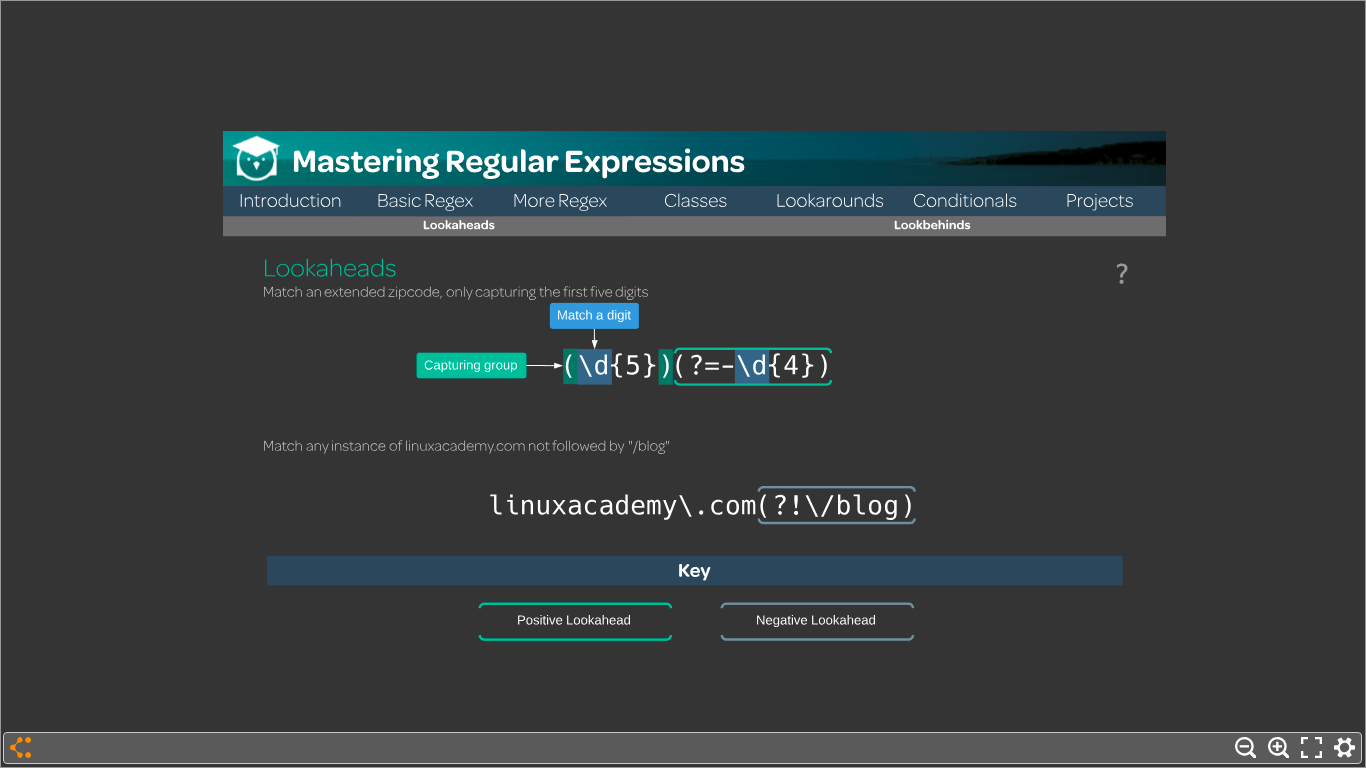 Mastering Regular Expressions
Introduction Basic Regex More Regex Classes Lookarounds Conditionals Projects
Lookaheads Lookbehinds
Lookaheads
?
Match an extended zipcode, only capturing the first five digits
Match a digit
Capturing group
(\d{5})(?=-\d{4})
Match any instance of linuxacademy.com not followed by "/blog"
linuxacademy\.com(?!\/blog)
Key
Positive Lookahead Negative Lookahead